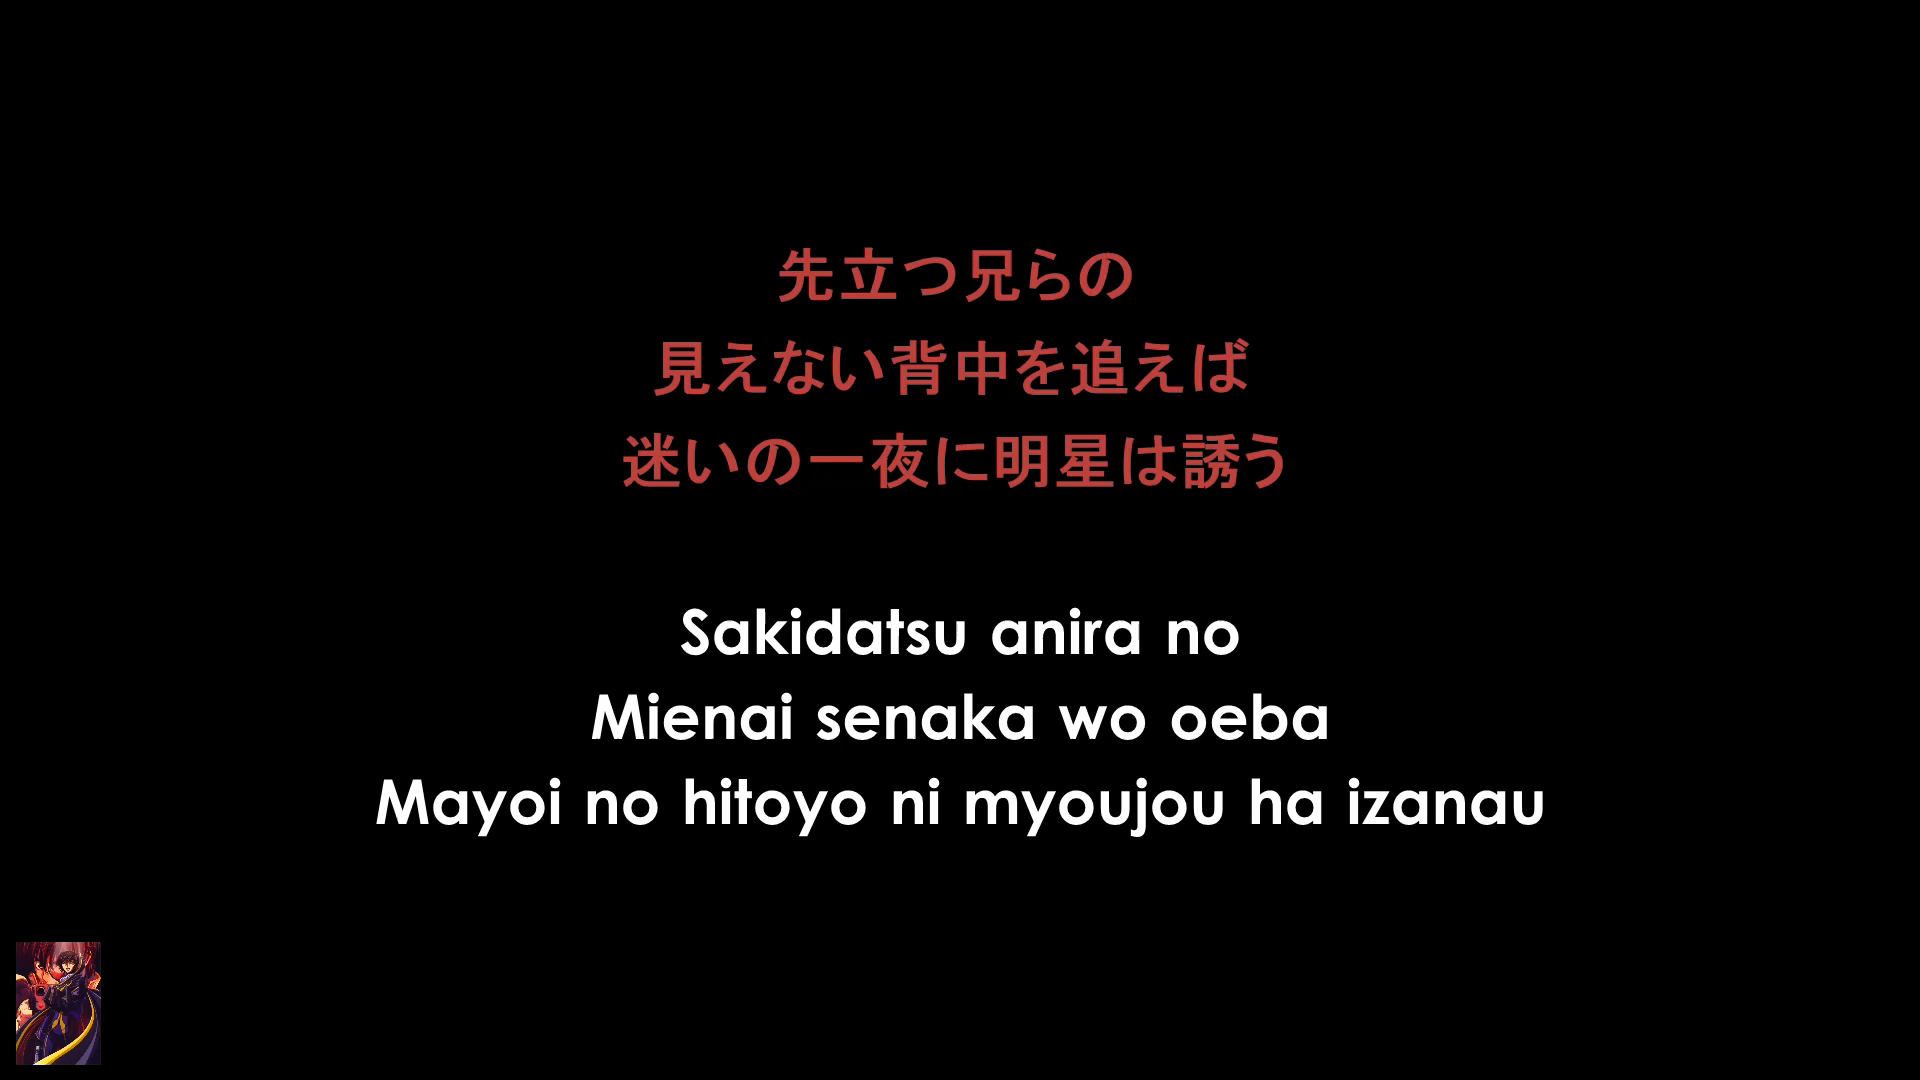 先立つ兄らの
見えない背中を追えば
迷いの一夜に明星は誘う
Sakidatsu anira no
Mienai senaka wo oeba
Mayoi no hitoyo ni myoujou ha izanau